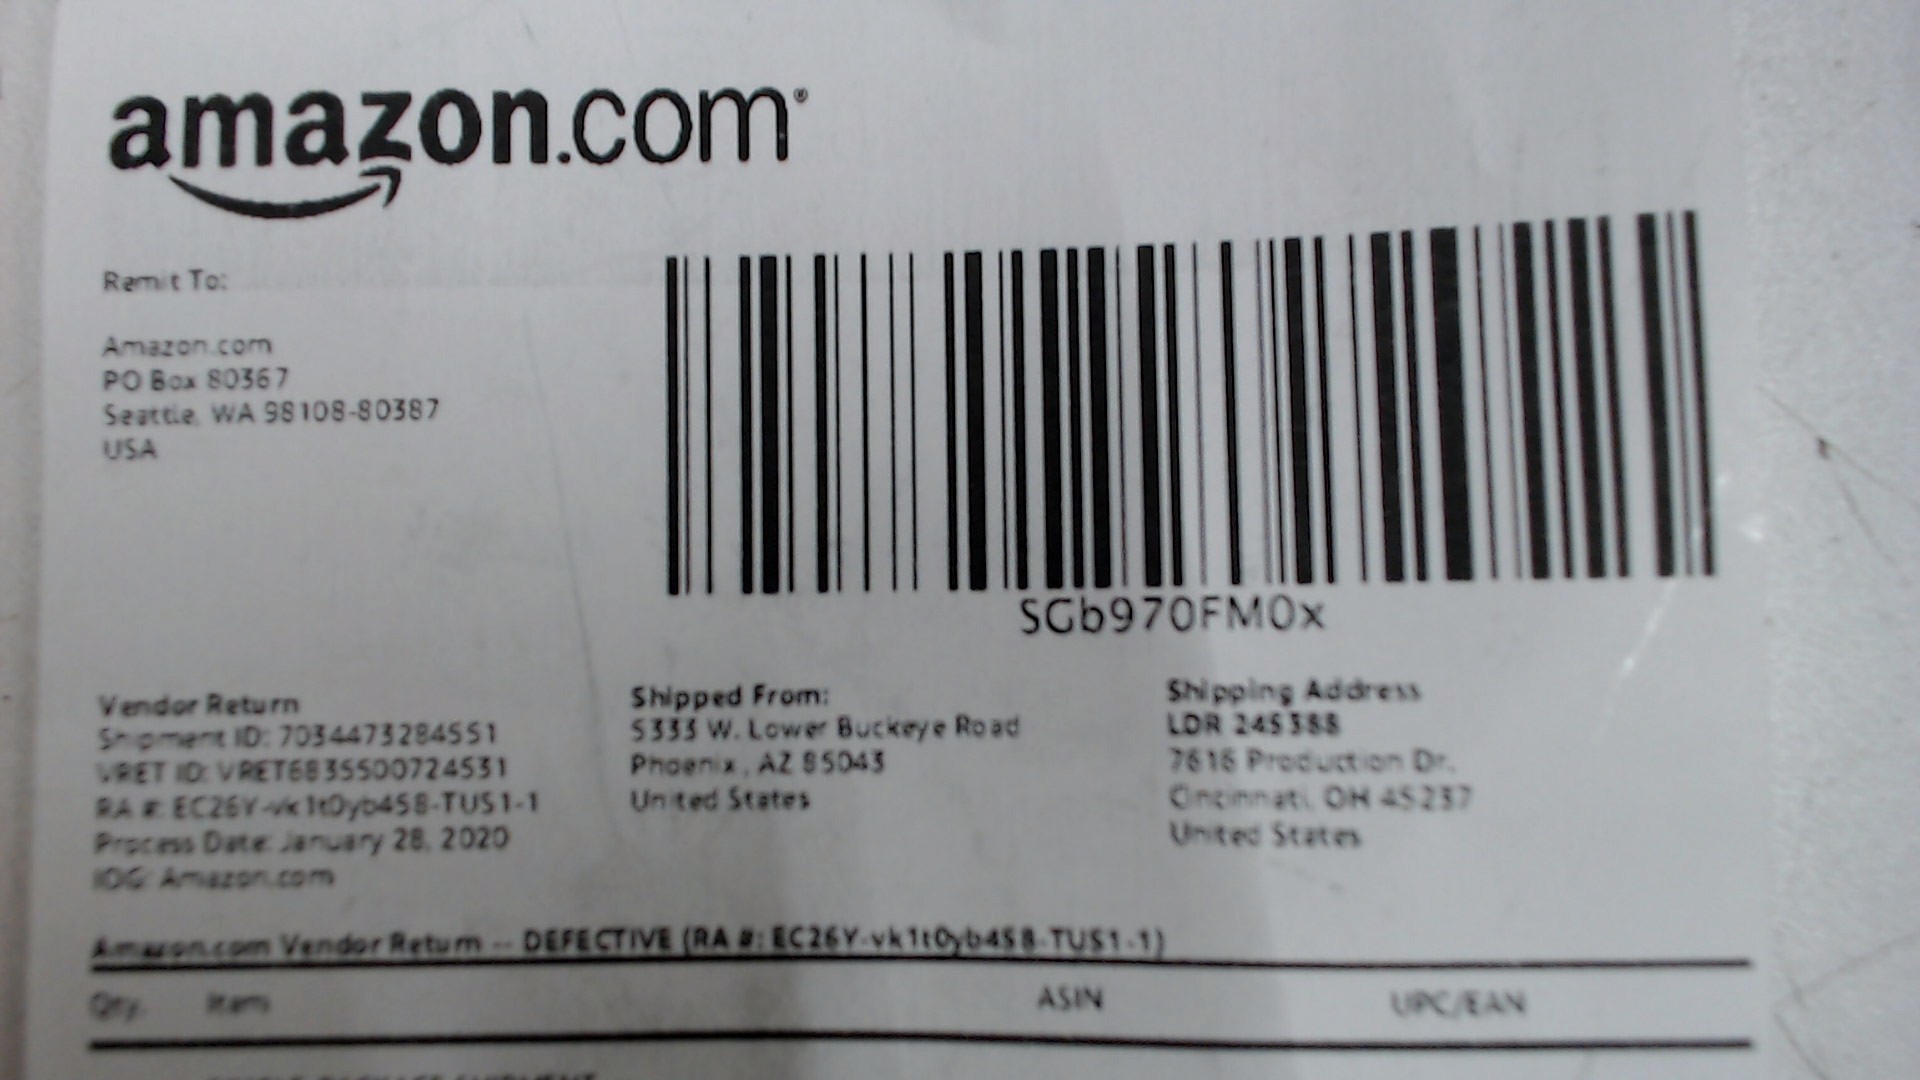 amazon.com
Remit To:
Amazon.com
PO Box 80367
Seattle, WA 98108-80387
USA
SGb970FM0x
Vendor Return
Shipment ID: 7034473284551
VRET ID: VRET6835500724531
RA #: EC26Y-vk1t0yb458-TUS1-1
Process Date: January 28, 2020
IOG: Amazon.com
Shipped From:
5333 W. Lower Buckeye Road
Phoenix, AZ 85043
United States
Shipping Address
LDR 245388
7616 Production Dr.
Cincinnati, OH 45237
United States
Amazon.com Vendor Return -- DEFECTIVE (RA #: EC26Y-vk1t0yb458-TUS1-1)
Qty. Item ASIN UPC/EAN